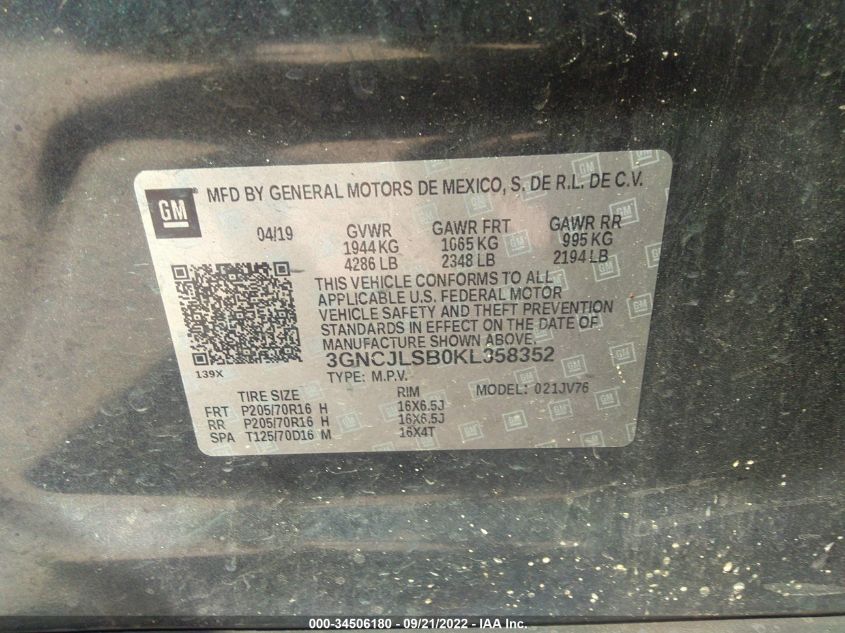 GM
MFD BY GENERAL MOTORS DE MEXICO, S. DE R.L. DE C.V.
04/19 GVWR GAWR FRT GAWR RR
1944 KG 1065 KG 995 KG
4286 LB 2348 LB 2194 LB
THIS VEHICLE CONFORMS TO ALL
APPLICABLE U.S. FEDERAL MOTOR
VEHICLE SAFETY AND THEFT PREVENTION
STANDARDS IN EFFECT ON THE DATE OF
MANUFACTURE SHOWN ABOVE.
3GNCJLSB0KL358352
139X
TYPE: M.P.V. MODEL: 021JV76
TIRE SIZE RIM
FRT P205/70R16 H 16X6.5J
RR P205/70R16 H 16X6.5J
SPA T125/70D16 M 16X4T
000-34506180 - 09/21/2022 - IAA Inc.